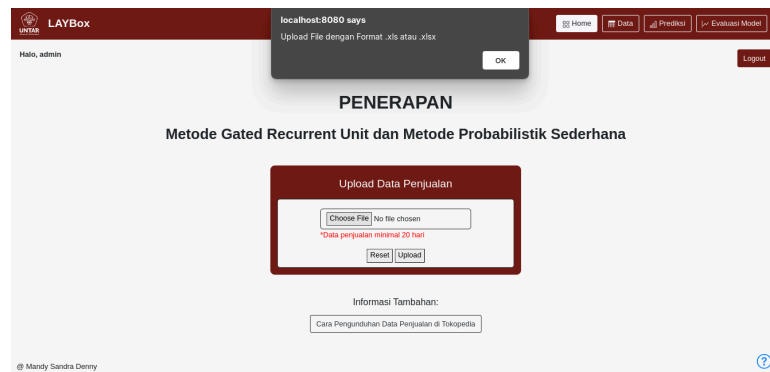 UNTAR
LAYBox
localhost:8080 says
Upload File dengan Format .xls atau .xlsx
OK
Home
Data
Prediksi
Evaluasi Model
Halo, admin
Logout
PENERAPAN
Metode Gated Recurrent Unit dan Metode Probabilistik Sederhana
Upload Data Penjualan
Choose File No file chosen
*Data penjualan minimal 20 hari
Reset Upload
Informasi Tambahan:
Cara Pengunduhan Data Penjualan di Tokopedia
@ Mandy Sandra Denny
?